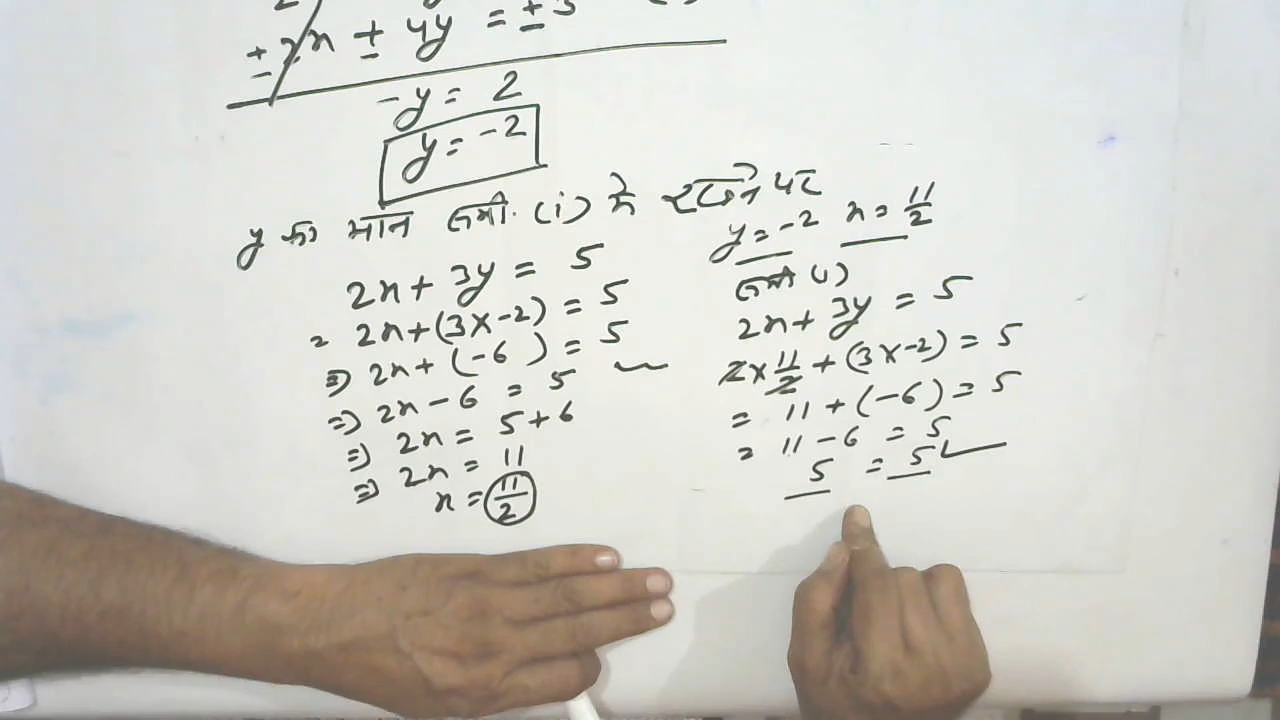 ± 2x ± 4y = ± 3
-y = 2
y = -2
y का मान समी. (i) में रखने पर
2x + 3y = 5
= 2x + (3×-2) = 5
⇒ 2x + (-6) = 5
⇒ 2x - 6 = 5
⇒ 2x = 5 + 6
⇒ 2x = 11
x = 11/2
y = -2 x = 11/2
समी (i)
2x + 3y = 5
2 × 11/2 + (3×-2) = 5
= 11 + (-6) = 5
= 11 - 6 = 5
5 = 5